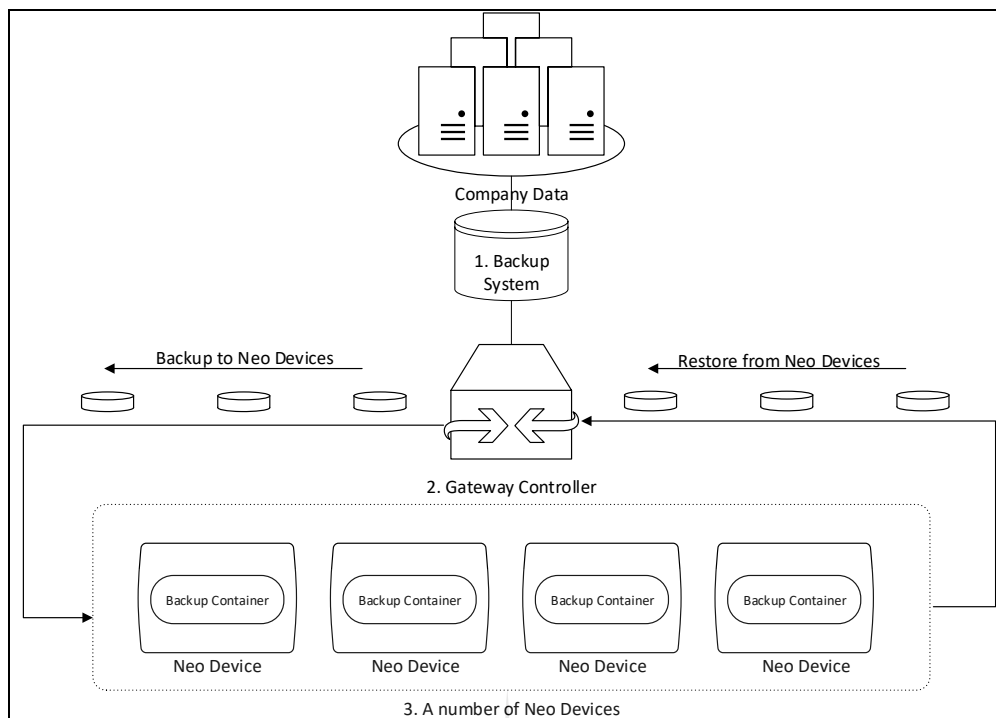 Company Data
1. Backup
System
Backup to Neo Devices
Restore from Neo Devices
2. Gateway Controller
Backup Container
Backup Container
Backup Container
Backup Container
Neo Device
Neo Device
Neo Device
Neo Device
3. A number of Neo Devices